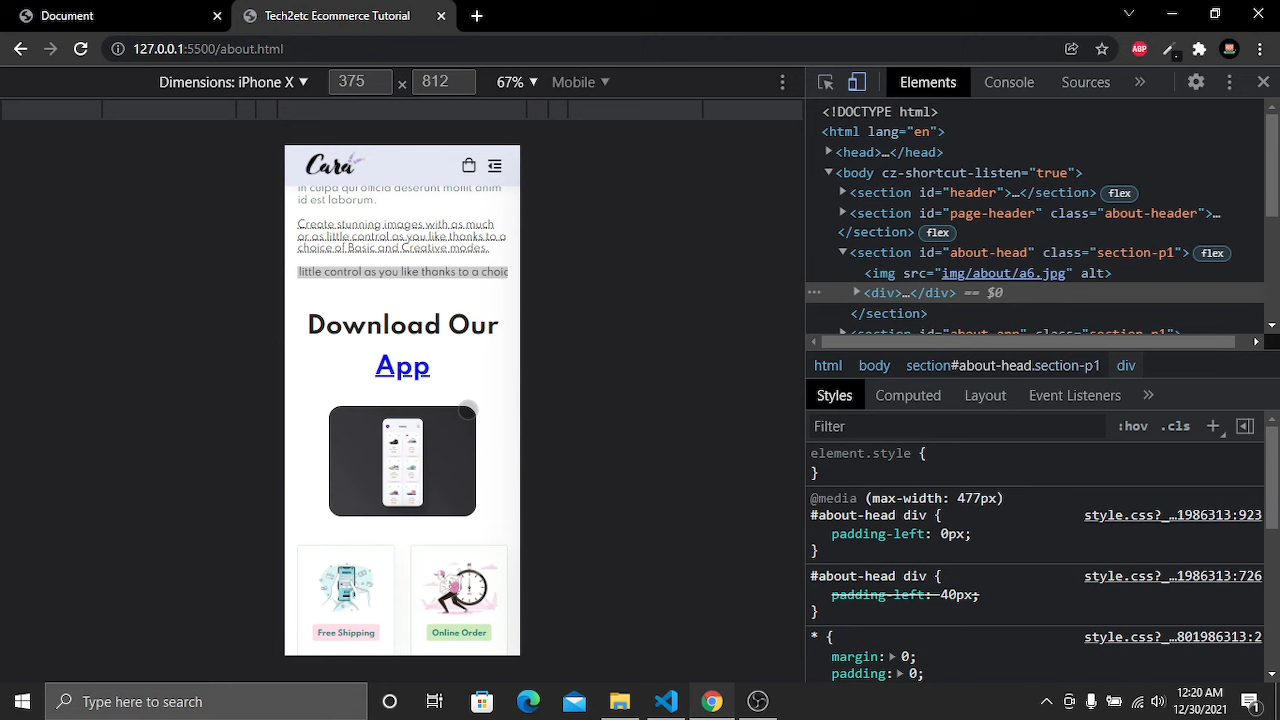 Document
Tech2etc Ecommerce Tutorial
127.0.0.1:5500/about.html
ABP
Dimensions: iPhone X ▼ 375 × 812 67% ▼ Mobile ▼
Elements Console Sources »
Cara
in culpa qui officia deserunt mollit anim
id est laborum.
Create stunning images with as much
or as little control as you like thanks to a
choice of Basic and Creative modes.
little control as you like thanks to a choic
Download Our
App
Free Shipping
Online Order
<!DOCTYPE html>
<html lang="en">
<head>…</head>
<body cz-shortcut-listen="true">
<section id="header">…</section> flex
<section id="page-header" class="about-header">…
</section> flex
<section id="about-head" class="section-p1"> flex
<img src="img/about/a6.jpg" alt>
… <div>…</div> == $0
</section>
<section id="about-app" class="section-p1">
html body section#about-head.section-p1 div
Styles Computed Layout Event Listeners »
Filter :hov .cls
element.style {
}
@media (max-width: 477px)
#about-head div { style.css?_…1986313:923
padding-left: 0px;
}
#about-head div { style.css?_…1986313:726
padding-left: 40px;
}
* { style.css?_…801986313:2
margin: 0;
padding: 0;
Type here to search
6:20 AM
12/30/2021